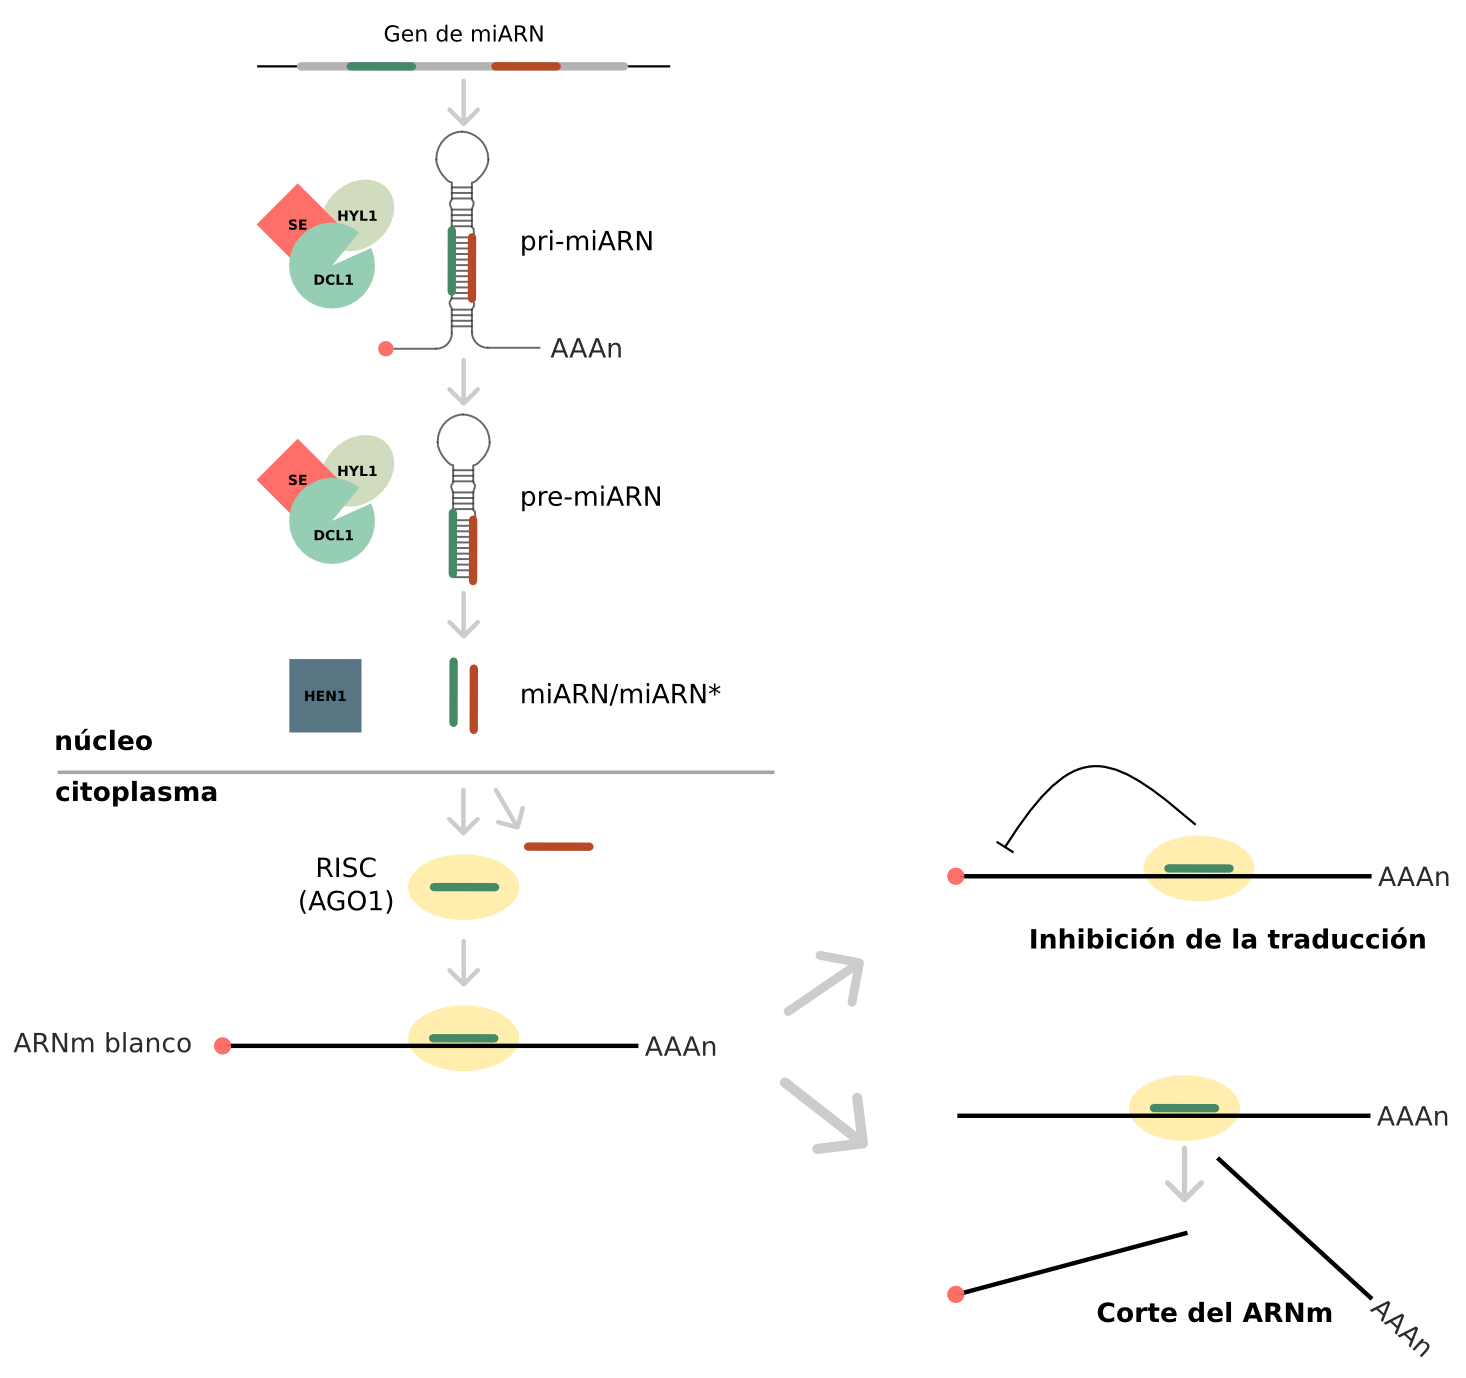 Gen de miARN
SE
HYL1
DCL1
pri-miARN
AAAn
SE
HYL1
DCL1
pre-miARN
HEN1
miARN/miARN*
núcleo
citoplasma
RISC
(AGO1)
ARNm blanco
AAAn
AAAn
Inhibición de la traducción
AAAn
Corte del ARNm
AAAn